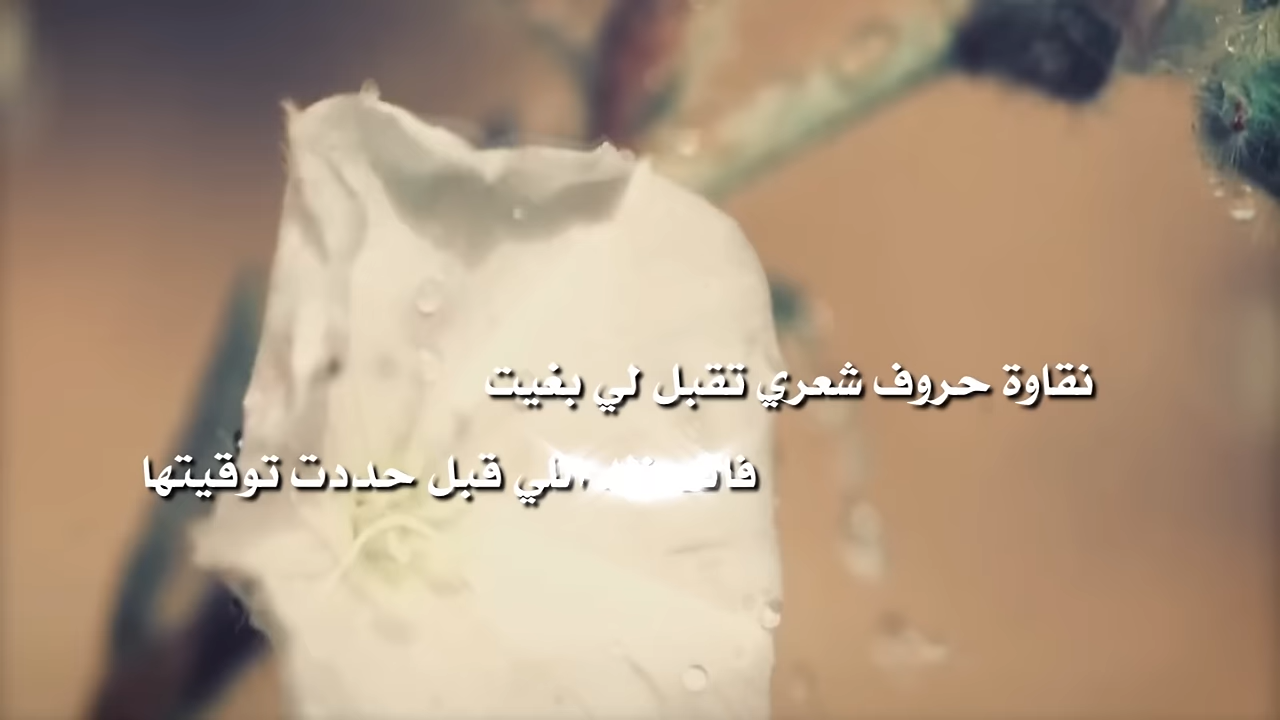 نقاوة حروف شعري تقبل لي بغيت
اللي قبل حددت توقيتها